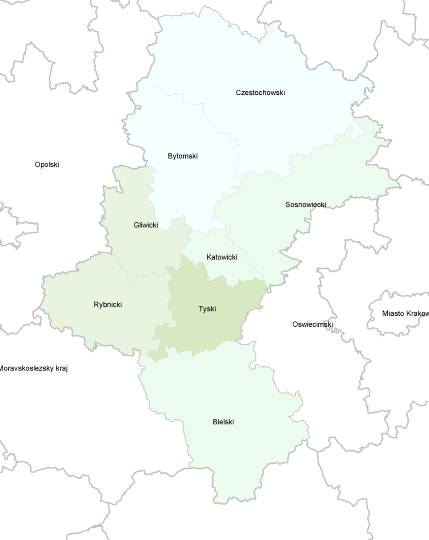 Czestochowski
Bytomski
Opolski
Sosnowiecki
Gliwicki
Katowicki
Rybnicki
Tyski
Miasto Krakow
Oswiecimski
Moravskoslezsky kraj
Bielski